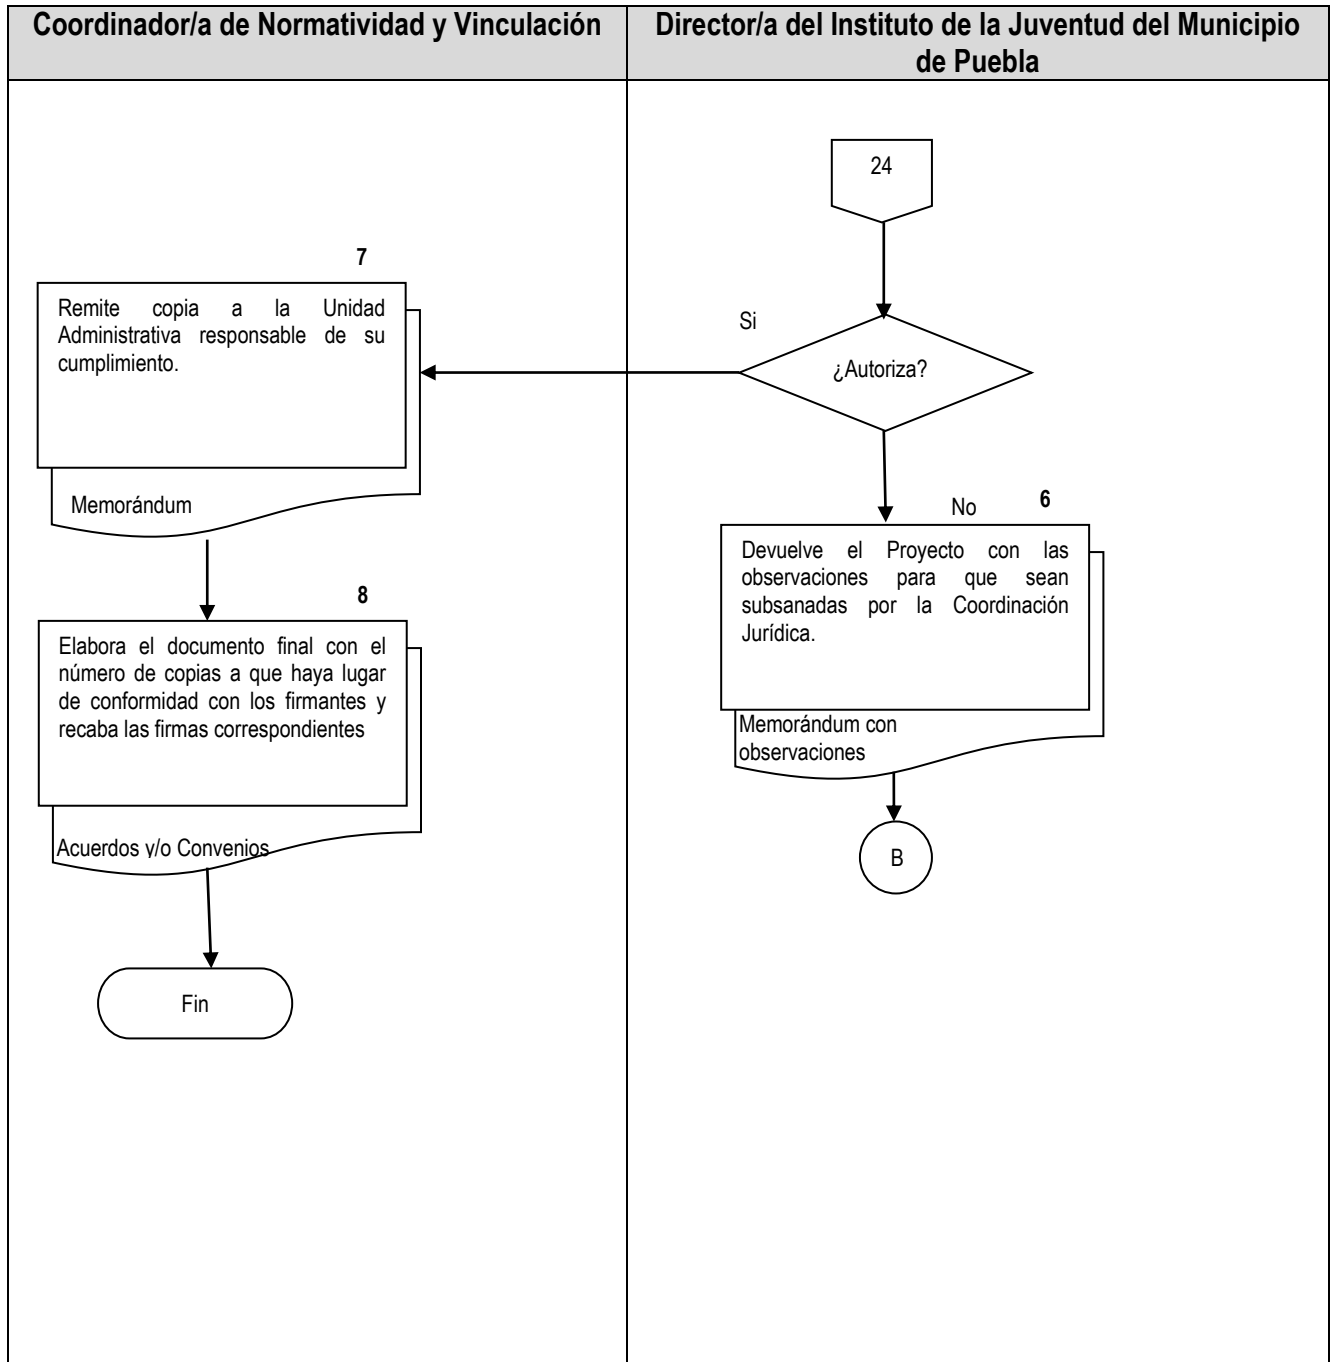 Coordinador/a de Normatividad y Vinculación
Director/a del Instituto de la Juventud del Municipio
de Puebla
24
7
Remite copia a la Unidad
Administrativa responsable de su
cumplimiento.
Memorándum
Si
¿Autoriza?
No
6
Devuelve el Proyecto con las
observaciones para que sean
subsanadas por la Coordinación
Jurídica.
Memorándum con
observaciones
B
8
Elabora el documento final con el
número de copias a que haya lugar
de conformidad con los firmantes y
recaba las firmas correspondientes
Acuerdos y/o Convenios
Fin